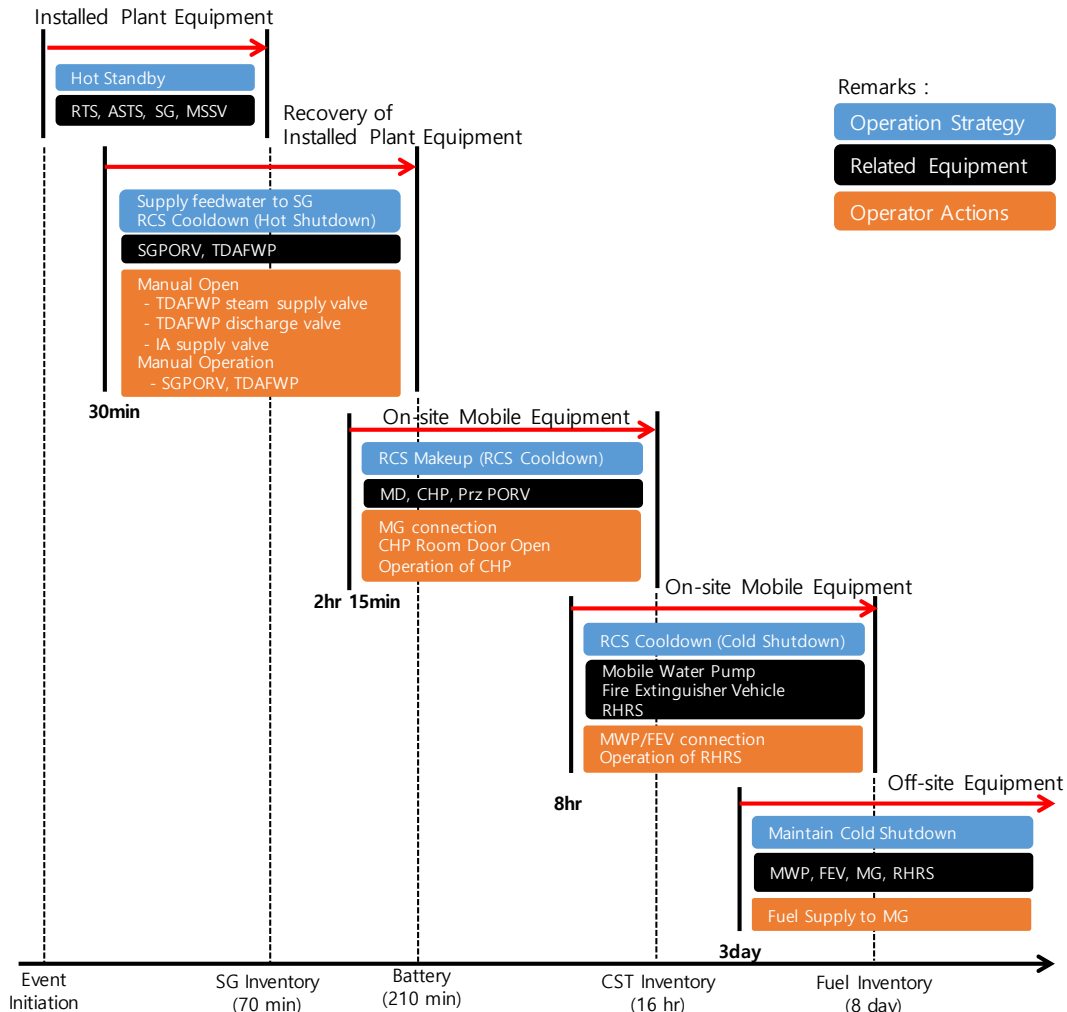 Installed Plant Equipment
Hot Standby
RTS, ASTS, SG, MSSV
Remarks :
Operation Strategy
Related Equipment
Operator Actions
Recovery of
Installed Plant Equipment
Supply feedwater to SG
RCS Cooldown (Hot Shutdown)
SGPORV, TDAFWP
Manual Open
- TDAFWP steam supply valve
- TDAFWP discharge valve
- IA supply valve
Manual Operation
- SGPORV, TDAFWP
30min
On-site Mobile Equipment
RCS Makeup (RCS Cooldown)
MD, CHP, Prz PORV
MG connection
CHP Room Door Open
Operation of CHP
2hr 15min
On-site Mobile Equipment
RCS Cooldown (Cold Shutdown)
Mobile Water Pump
Fire Extinguisher Vehicle
RHRS
MWP/FEV connection
Operation of RHRS
8hr
Off-site Equipment
Maintain Cold Shutdown
MWP, FEV, MG, RHRS
Fuel Supply to MG
3day
Event
Initiation
SG Inventory
(70 min)
Battery
(210 min)
CST Inventory
(16 hr)
Fuel Inventory
(8 day)